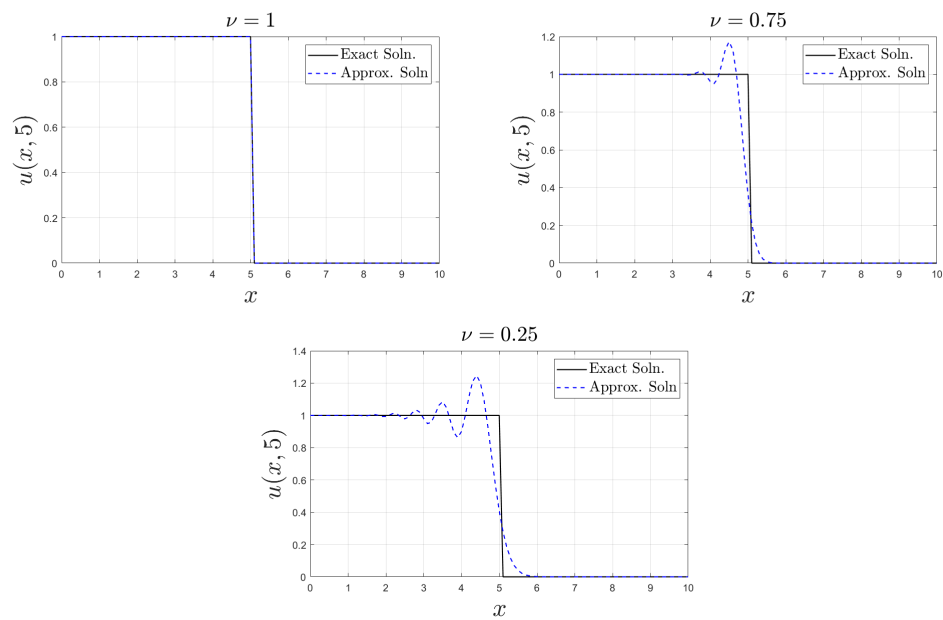 ν = 1
Exact Soln.
Approx. Soln
1
0.8
0.6
0.4
0.2
0
u(x, 5)
0 1 2 3 4 5 6 7 8 9 10
x
ν = 0.75
Exact Soln.
Approx. Soln
1.2
1
0.8
0.6
0.4
0.2
0
u(x, 5)
0 1 2 3 4 5 6 7 8 9 10
x
ν = 0.25
Exact Soln.
Approx. Soln
1.4
1.2
1
0.8
0.6
0.4
0.2
0
u(x, 5)
0 1 2 3 4 5 6 7 8 9 10
x